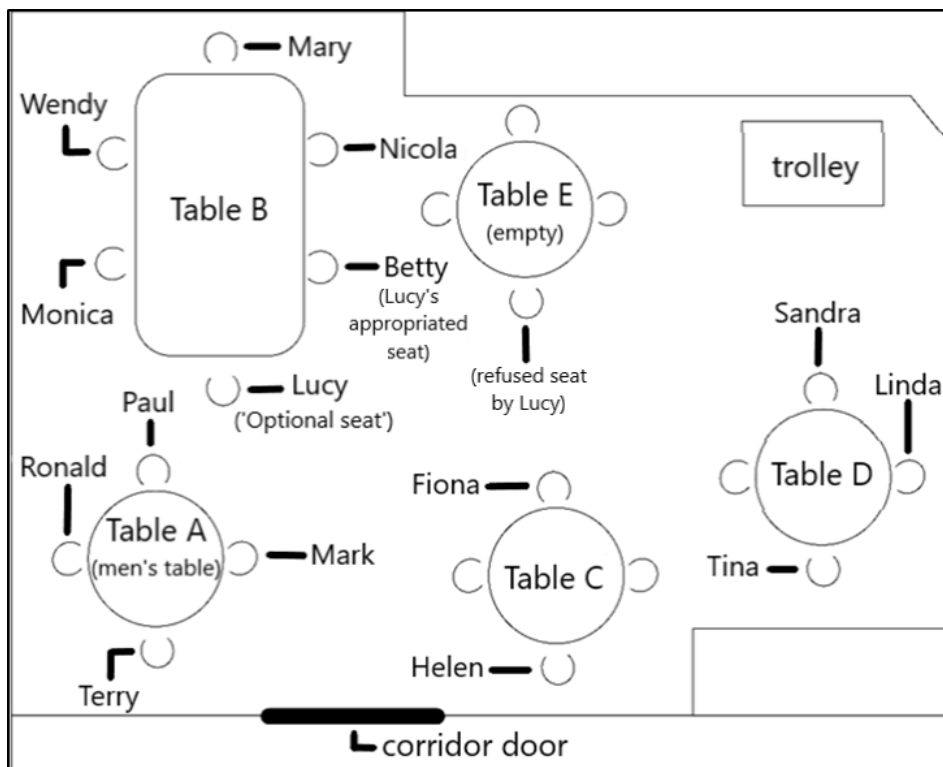 Mary
Wendy
Nicola
Table B
Table E
(empty)
trolley
Betty
(Lucy's
appropriated
seat)
Monica
(refused seat
by Lucy)
Sandra
Linda
Lucy
('Optional seat')
Paul
Ronald
Table A
(men's table)
Mark
Terry
Fiona
Table C
Helen
Table D
Tina
corridor door